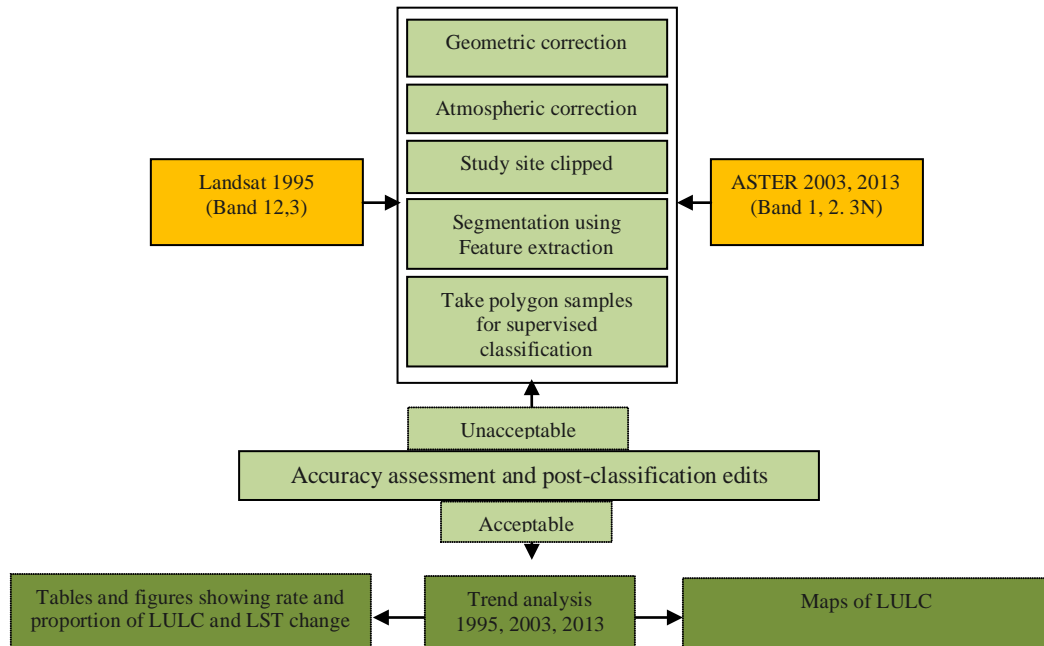 Geometric correction
Atmospheric correction
Study site clipped
Landsat 1995
(Band 12,3)
ASTER 2003, 2013
(Band 1, 2. 3N)
Segmentation using
Feature extraction
Take polygon samples
for supervised
classification
Unacceptable
Accuracy assessment and post-classification edits
Acceptable
Tables and figures showing rate and
proportion of LULC and LST change
Trend analysis
1995, 2003, 2013
Maps of LULC